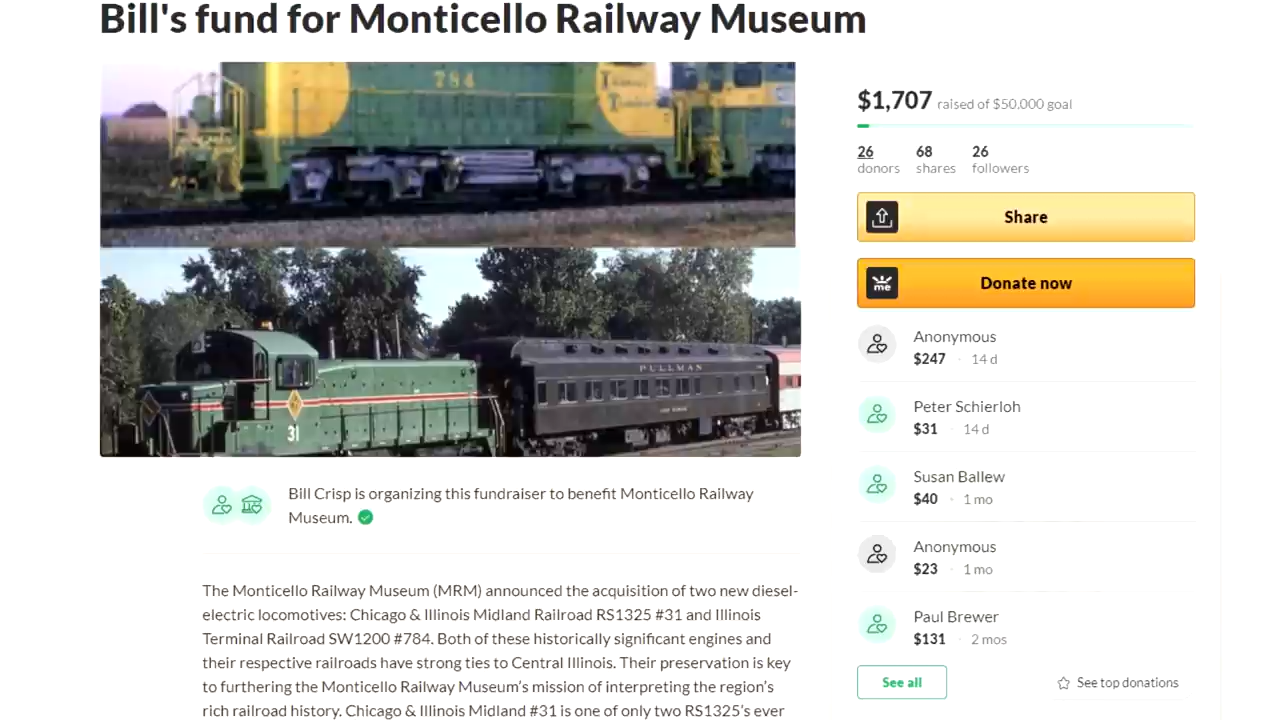 Bill's fund for Monticello Railway Museum
784
PULLMAN
31
$1,707 raised of $50,000 goal
26 68 26
donors shares followers
Share
me Donate now
Anonymous
$247 · 14 d
Peter Schierloh
$31 · 14 d
Susan Ballew
$40 · 1 mo
Anonymous
$23 · 1 mo
Paul Brewer
$131 · 2 mos
See all See top donations
Bill Crisp is organizing this fundraiser to benefit Monticello Railway
Museum.
The Monticello Railway Museum (MRM) announced the acquisition of two new diesel-
electric locomotives: Chicago & Illinois Midland Railroad RS1325 #31 and Illinois
Terminal Railroad SW1200 #784. Both of these historically significant engines and
their respective railroads have strong ties to Central Illinois. Their preservation is key
to furthering the Monticello Railway Museum's mission of interpreting the region's
rich railroad history. Chicago & Illinois Midland #31 is one of only two RS1325's ever